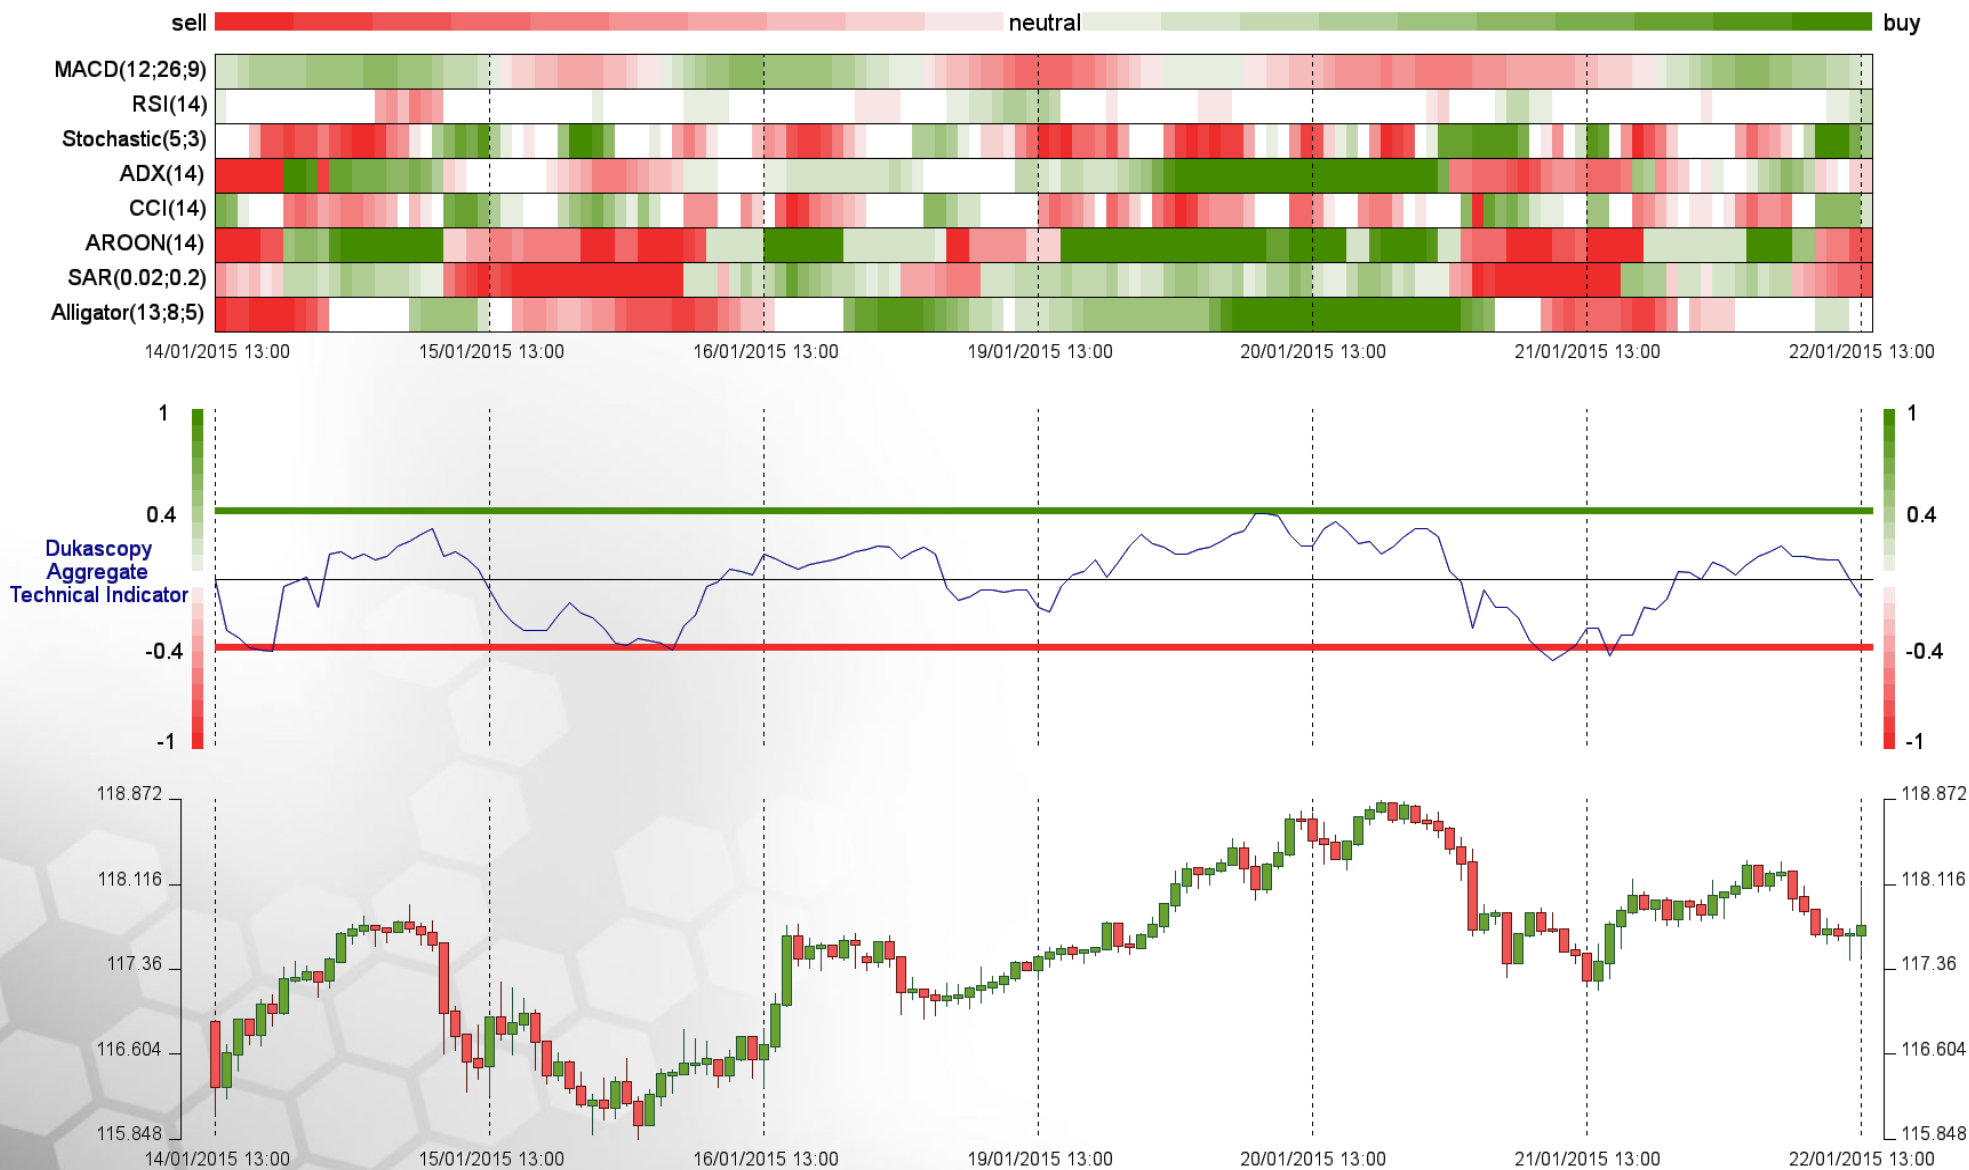 sell neutral buy
MACD(12;26;9)
RSI(14)
Stochastic(5;3)
ADX(14)
CCI(14)
AROON(14)
SAR(0.02;0.2)
Alligator(13;8;5)
14/01/2015 13:00 15/01/2015 13:00 16/01/2015 13:00 19/01/2015 13:00 20/01/2015 13:00 21/01/2015 13:00 22/01/2015 13:00
1 1
0.4 0.4
Dukascopy
Aggregate
Technical Indicator
-0.4 -0.4
-1 -1
118.872 118.872
118.116 118.116
117.36 117.36
116.604 116.604
115.848 115.848
14/01/2015 13:00 15/01/2015 13:00 16/01/2015 13:00 19/01/2015 13:00 20/01/2015 13:00 21/01/2015 13:00 22/01/2015 13:00